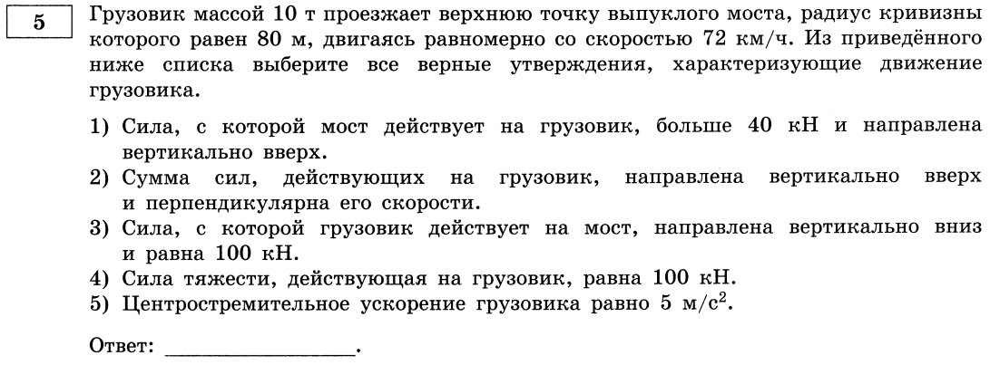 5
Грузовик массой 10 т проезжает верхнюю точку выпуклого моста, радиус кривизны
которого равен 80 м, двигаясь равномерно со скоростью 72 км/ч. Из приведённого
ниже списка выберите все верные утверждения, характеризующие движение
грузовика.
1) Сила, с которой мост действует на грузовик, больше 40 кН и направлена
вертикально вверх.
2) Сумма сил, действующих на грузовик, направлена вертикально вверх
и перпендикулярна его скорости.
3) Сила, с которой грузовик действует на мост, направлена вертикально вниз
и равна 100 кН.
4) Сила тяжести, действующая на грузовик, равна 100 кН.
5) Центростремительное ускорение грузовика равно 5 м/с².
Ответ: ___________________.